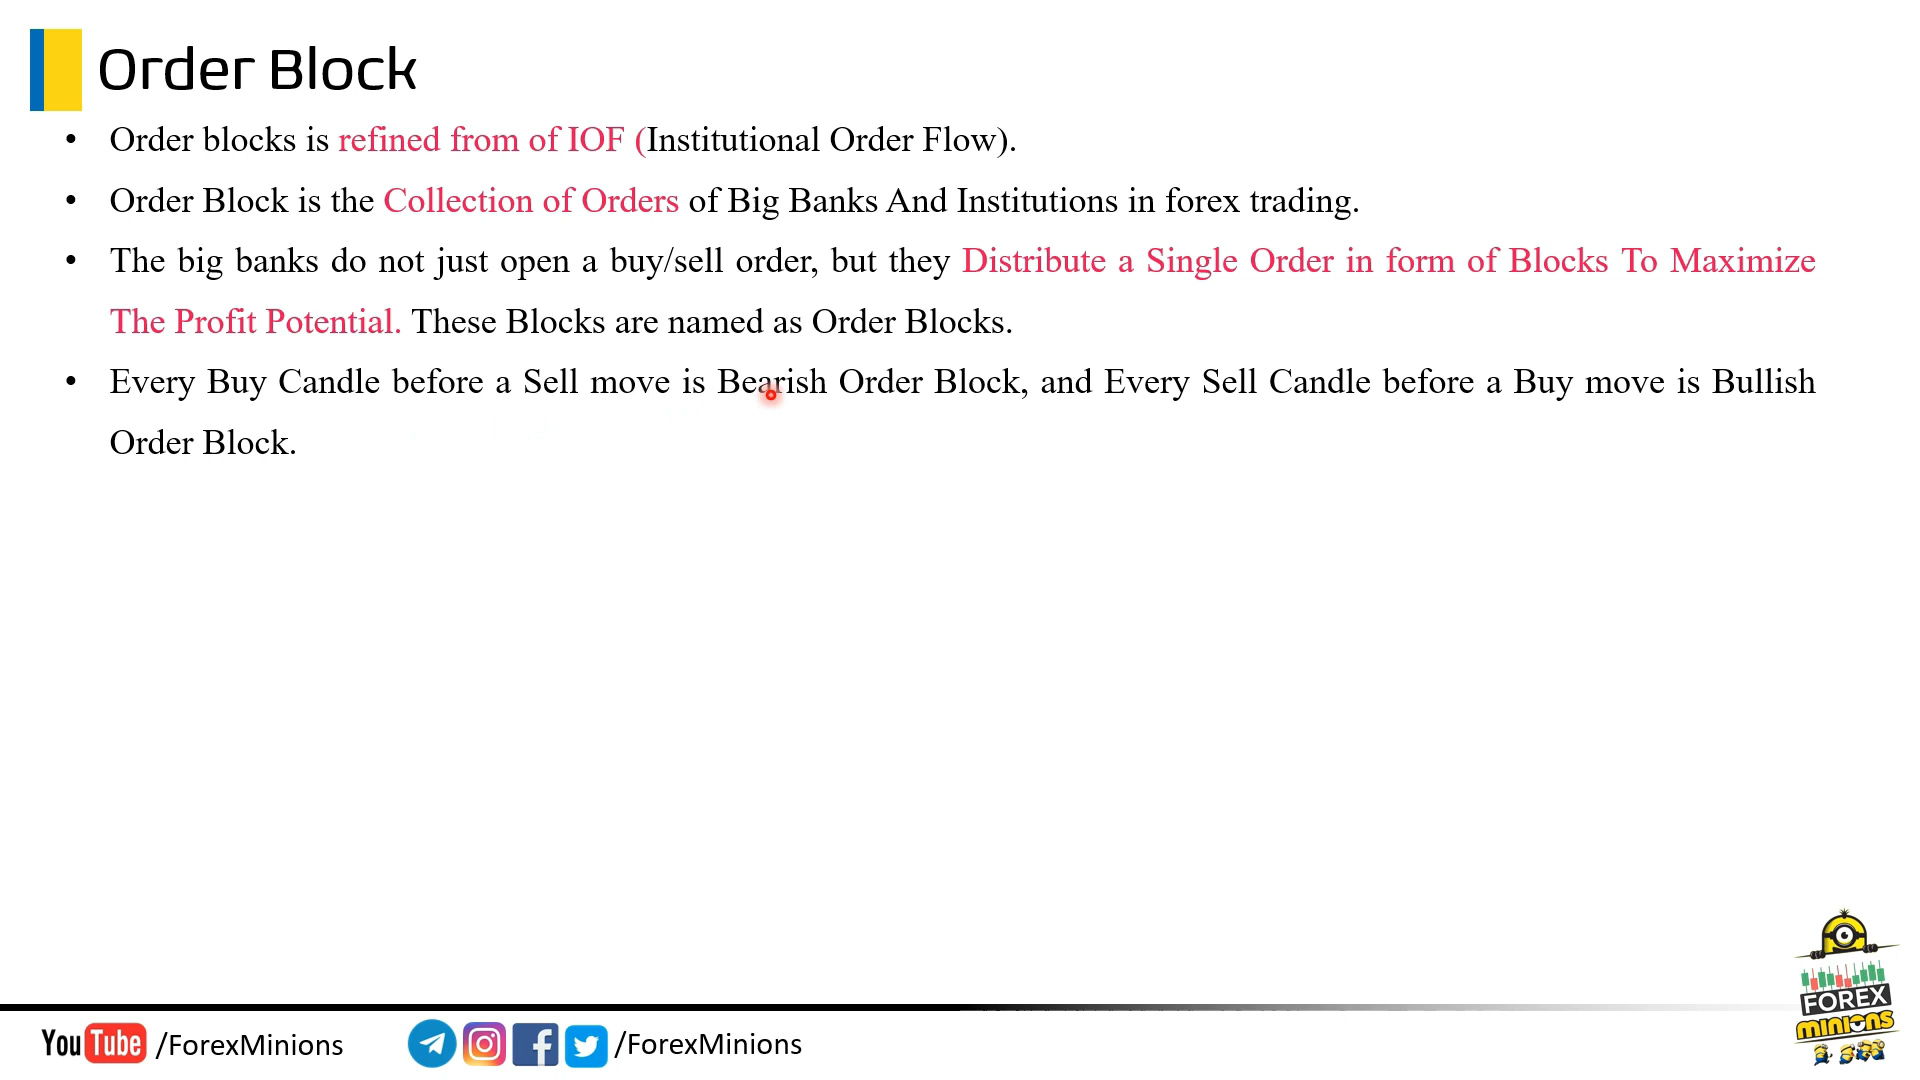 Order Block
• Order blocks is refined from of IOF (Institutional Order Flow).
• Order Block is the Collection of Orders of Big Banks And Institutions in forex trading.
• The big banks do not just open a buy/sell order, but they Distribute a Single Order in form of Blocks To Maximize
The Profit Potential. These Blocks are named as Order Blocks.
• Every Buy Candle before a Sell move is Bearish Order Block, and Every Sell Candle before a Buy move is Bullish
Order Block.
FOREX
MINIONS
YouTube /ForexMinions /ForexMinions